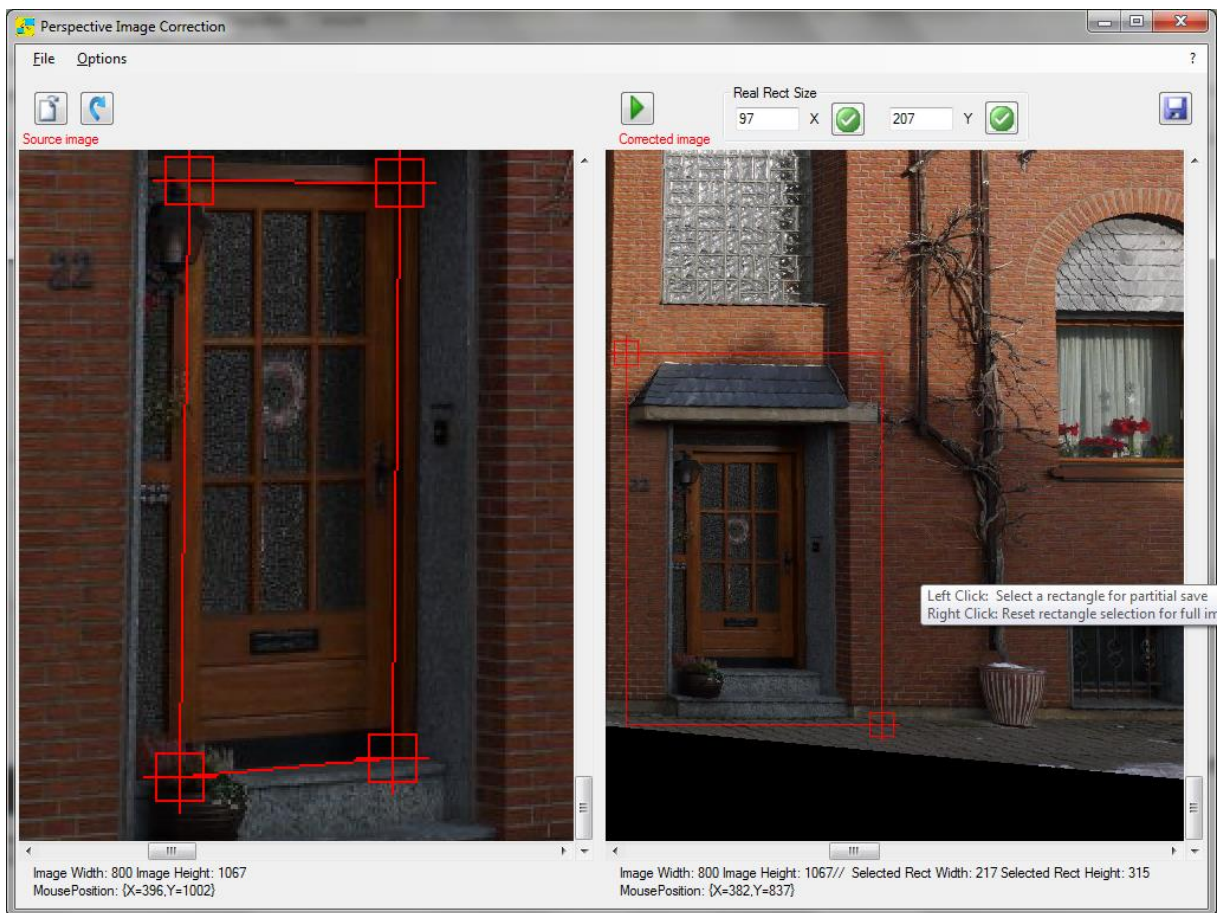 Perspective Image Correction
File Options ?
Real Rect Size
97 X 207 Y
Source image
Corrected image
22
22
Left Click: Select a rectangle for partitial save
Right Click: Reset rectangle selection for full im
Image Width: 800 Image Height: 1067
MousePosition: {X=396,Y=1002}
Image Width: 800 Image Height: 1067// Selected Rect Width: 217 Selected Rect Height: 315
MousePosition: {X=382,Y=837}